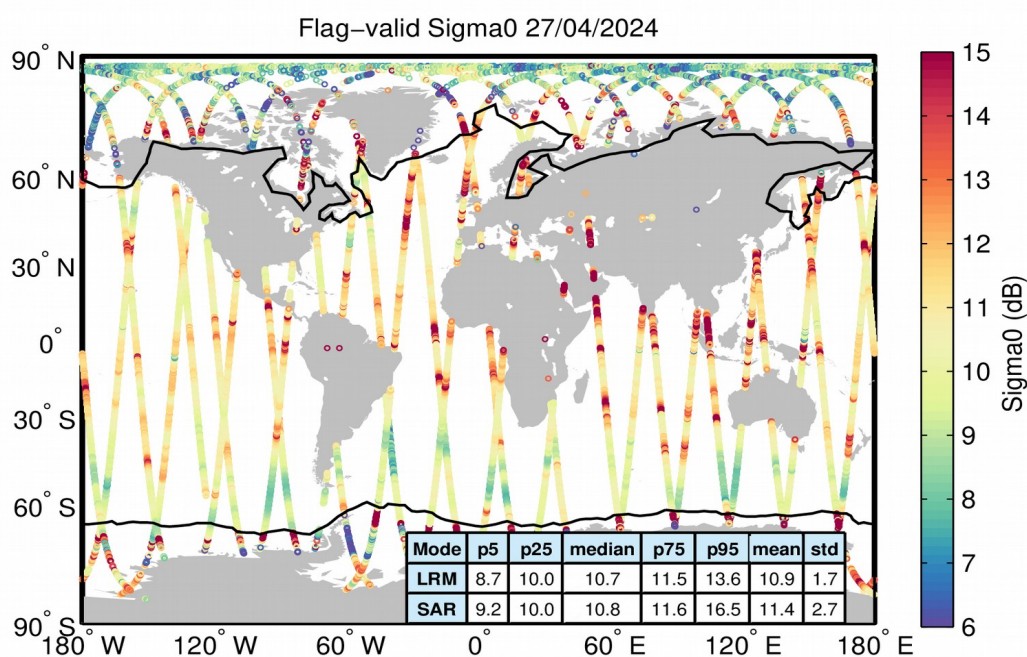 Flag−valid Sigma0 27/04/2024
90° N
60° N
30° N
0°
30° S
60° S
90° S
180° W
120° W
60° W
0°
60° E
120° E
180° E
Mode p5 p25 median p75 p95 mean std
LRM 8.7 10.0 10.7 11.5 13.6 10.9 1.7
SAR 9.2 10.0 10.8 11.6 16.5 11.4 2.7
15
14
13
12
11
10
9
8
7
6
Sigma0 (dB)